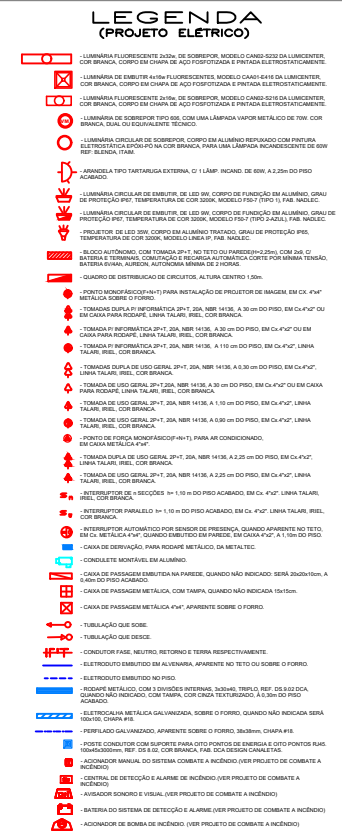 LEGENDA
(PROJETO ELÉTRICO)
- LUMINÁRIA FLUORESCENTE 2x32w, DE SOBREPOR, MODELO CAN02-S232 DA LUMICENTER,
COR BRANCA, CORPO EM CHAPA DE AÇO FOSFOTIZADA E PINTADA ELETROSTATICAMENTE.
- LUMINÁRIA DE EMBUTIR 4x16w FLUORESCENTES, MODELO CAA01-E416 DA LUMICENTER,
COR BRANCA, CORPO EM CHAPA DE AÇO FOSFOTIZADA E PINTADA ELETROSTATICAMENTE.
- LUMINÁRIA FLUORESCENTE 2x16w, DE SOBREPOR, MODELO CAN02-S216 DA LUMICENTER,
COR BRANCA, CORPO EM CHAPA DE AÇO FOSFOTIZADA E PINTADA ELETROSTATICAMENTE.
VM
- LUMINÁRIA DE SOBREPOR TIPO 606, COM UMA LÂMPADA VAPOR METÁLICO DE 70W. COR
BRANCA, DUAL OU EQUIVALENTE TÉCNICO.
- LUMINÁRIA CIRCULAR DE SOBREPOR, CORPO EM ALUMÍNIO REPUXADO COM PINTURA
ELETROSTÁTICA EPÓXI-PÓ NA COR BRANCA, PARA UMA LÂMPADA INCANDESCENTE DE 60W
REF: BLENDA, ITAIM.
- ARANDELA TIPO TARTARUGA EXTERNA, C/ 1 LÂMP. INCAND. DE 60W, A 2,25m DO PISO
ACABADO.
- LUMINÁRIA CIRCULAR DE EMBUTIR, DE LED 9W, CORPO DE FUNDIÇÃO EM ALUMÍNIO, GRAU
DE PROTEÇÃO IP67, TEMPERATURA DE COR 3200K, MODELO F50-7 (TIPO 1), FAB. NADLEC.
- LUMINÁRIA CIRCULAR DE EMBUTIR, DE LED 9W, CORPO DE FUNDIÇÃO EM ALUMÍNIO, GRAU DE
PROTEÇÃO IP67, TEMPERATURA DE COR 3200K, MODELO F50-7 (TIPO 2-AZUL), FAB. NADLEC.
- PROJETOR DE LED 35W, CORPO EM ALUMÍNIO TRATADO, GRAU DE PROTEÇÃO IP65,
TEMPERATURA DE COR 3200K, MODELO LINEA IP, FAB. NADLEC.
- BLOCO AUTÔNOMO, COM TOMADA 2P+T, NO TETO OU PAREDE(H=2,25m), COM 2x9, C/
BATERIA E TERMINAIS, COMUTAÇÃO E RECARGA AUTOMÁTICA CORTE POR MÍNIMA TENSÃO,
BATERIA 6V/4Ah, AUREON, AUTONOMIA MÍNIMA DE 2 HORAS.
- QUADRO DE DISTRIBUICAO DE CIRCUITOS, ALTURA CENTRO 1,50m.
- PONTO MONOFÁSICO(F+N+T) PARA INSTALAÇÃO DE PROJETOR DE IMAGEM, EM CX. 4"x4"
METÁLICA SOBRE O FORRO.
- TOMADAS DUPLA P/ INFORMÁTICA 2P+T, 20A, NBR 14136, A 30 cm DO PISO, EM Cx.4"x2" OU
EM CAIXA PARA RODAPÉ, LINHA TALARI, IRIEL, COR BRANCA.
- TOMADA P/ INFORMÁTICA 2P+T, 20A, NBR 14136, A 30 cm DO PISO, EM Cx.4"x2" OU EM
CAIXA PARA RODAPÉ, LINHA TALARI, IRIEL, COR BRANCA.
- TOMADA P/ INFORMÁTICA 2P+T, 20A, NBR 14136, A 110 cm DO PISO, EM Cx.4"x2", LINHA
TALARI, IRIEL, COR BRANCA.
- TOMADAS DUPLA DE USO GERAL 2P+T, 20A, NBR 14136, A 0,30 cm DO PISO, EM Cx.4"x2",
LINHA TALARI, IRIEL, COR BRANCA.
- TOMADA DE USO GERAL 2P+T,20A, NBR 14136, A 30 cm DO PISO, EM Cx.4"x2" OU EM CAIXA
PARA RODAPÉ, LINHA TALARI, IRIEL, COR BRANCA.
- TOMADA DE USO GERAL 2P+T, 20A, NBR 14136, A 1,10 cm DO PISO, EM Cx.4"x2", LINHA
TALARI, IRIEL, COR BRANCA.
- TOMADA DE USO GERAL 2P+T, 20A, NBR 14136, A 0,90 cm DO PISO, EM Cx.4"x2", LINHA
TALARI, IRIEL, COR BRANCA.
- PONTO DE FORÇA MONOFÁSICO(F+N+T), PARA AR CONDICIONADO,
EM CAIXA METÁLICA 4"x4".
- TOMADA DUPLA DE USO GERAL 2P+T, 20A, NBR 14136, A 2,25 cm DO PISO, EM Cx.4"x2",
LINHA TALARI, IRIEL, COR BRANCA.
- TOMADA DE USO GERAL 2P+T, 20A, NBR 14136, A 2,25 cm DO PISO, EM Cx.4"x2", LINHA
TALARI, IRIEL, COR BRANCA.
- INTERRUPTOR DE n SECÇÕES h= 1,10 m DO PISO ACABADO, EM Cx. 4"x2". LINHA TALARI,
IRIEL, COR BRANCA.
- INTERRUPTOR PARALELO h= 1,10 m DO PISO ACABADO, EM Cx. 4"x2". LINHA TALARI, IRIEL,
COR BRANCA.
- INTERRUPTOR AUTOMÁTICO POR SENSOR DE PRESENÇA, QUANDO APARENTE NO TETO,
EM Cx. METÁLICA 4"x4", QUANDO EMBUTIDO EM PAREDE, EM CAIXA 4"x2", A 1,10m DO PISO.
- CAIXA DE DERIVAÇÃO, PARA RODAPÉ METÁLICO, DA METALTEC.
- CONDULETE MONTÁVEL EM ALUMÍNIO.
- CAIXA DE PASSAGEM EMBUTIDA NA PAREDE, QUANDO NÃO INDICADO: SERÁ 20x20x10cm, A
0,40m DO PISO ACABADO.
- CAIXA DE PASSAGEM METÁLICA, COM TAMPA, QUANDO NÃO INDICADA 15x15cm.
- CAIXA DE PASSAGEM METÁLICA 4"x4", APARENTE SOBRE O FORRO.
- TUBULAÇÃO QUE SOBE.
- TUBULAÇÃO QUE DESCE.
- CONDUTOR FASE, NEUTRO, RETORNO E TERRA RESPECTIVAMENTE.
- ELETRODUTO EMBUTIDO EM ALVENARIA, APARENTE NO TETO OU SOBRE O FORRO.
- ELETRODUTO EMBUTIDO NO PISO.
- RODAPÉ METÁLICO, COM 3 DIVISÕES INTERNAS, 3x30x40, TRIPLO, REF. DS.9.02 DCA,
QUANDO NÃO INDICADO, COM TAMPA, COR CINZA TEXTURIZADO, À 0.30m DO PISO
ACABADO.
- ELETROCALHA METÁLICA GALVANIZADA, SOBRE O FORRO, QUANDO NÃO INDICADA SERÁ
100x100, CHAPA #18.
- PERFILADO GALVANIZADO, APARENTE SOBRE O FORRO, 38x38mm, CHAPA #18.
- POSTE CONDUTOR COM SUPORTE PARA OITO PONTOS DE ENERGIA E OITO PONTOS RJ45.
100x45x3000mm, REF. DS 8.02, COR BRANCA, FAB. DCA DESIGN CANALETAS.
- ACIONADOR MANUAL DO SISTEMA COMBATE A INCÊNDIO.(VER PROJETO DE COMBATE A
INCÊNDIO)
- CENTRAL DE DETECÇÃO E ALARME DE INCÊNDIO.(VER PROJETO DE COMBATE A
INCÊNDIO)
- AVISADOR SONORO E VISUAL.(VER PROJETO DE COMBATE A INCÊNDIO)
- BATERIA DO SISTEMA DE DETECÇÃO E ALARME(VER PROJETO DE COMBATE A INCÊNDIO)
- ACIONADOR DE BOMBA DE INCÊNDIO. (VER PROJETO DE COMBATE A INCÊNDIO)